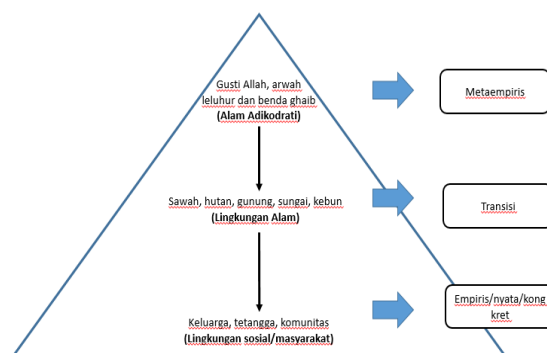 Gusti Allah, arwah
leluhur dan benda ghaib
(Alam Adikodrati)
Metaempiris
Sawah, hutan, gunung, sungai, kebun
(Lingkungan Alam)
Transisi
Keluarga, tetangga, komunitas
(Lingkungan sosial/masyarakat)
Empiris/nyata/kong
kret